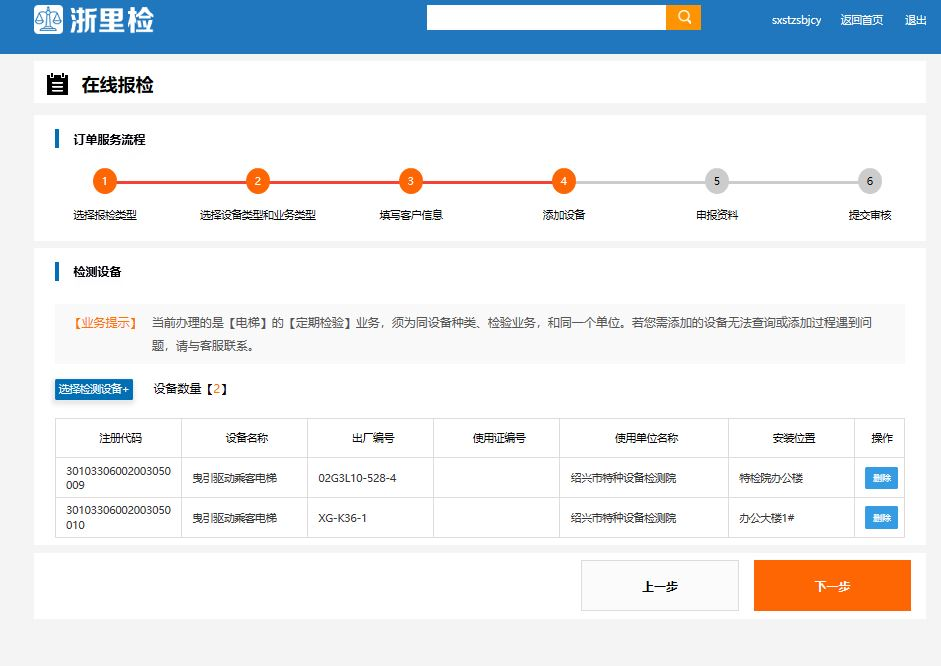 浙里检
sxstzsbjcy 返回首页 退出
在线报检
订单服务流程
1 2 3 4 5 6
选择报检类型 选择设备类型和业务类型 填写客户信息 添加设备 申报资料 提交审核
检测设备
【业务提示】 当前办理的是【电梯】的【定期检验】业务，须为同设备种类、检验业务，和同一个单位。若您需添加的设备无法查询或添加过程遇到问
题，请与客服联系。
选择检测设备+ 设备数量【2】
注册代码 设备名称 出厂编号 使用证编号 使用单位名称 安装位置 操作
30103306002003050
009 曳引驱动乘客电梯 02G3L10-528-4 绍兴市特种设备检测院 特检院办公楼 删除
30103306002003050
010 曳引驱动乘客电梯 XG-K36-1 绍兴市特种设备检测院 办公大楼1# 删除
上一步 下一步